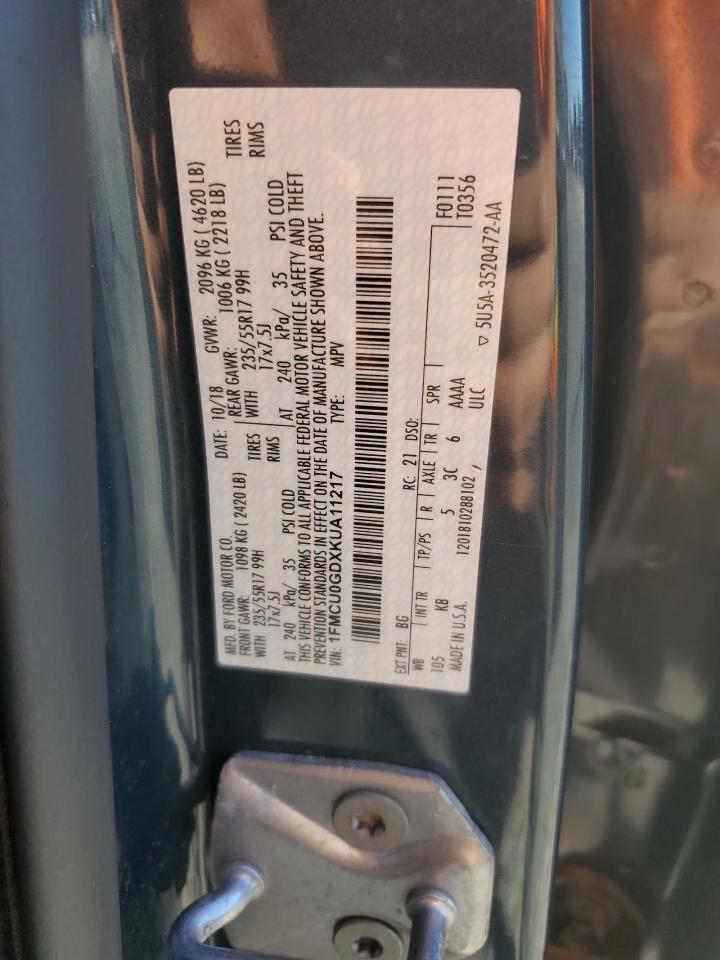 MFD. BY FORD MOTOR CO. DATE: 10/18 GVWR: 2096 KG ( 4620 LB)
FRONT GAWR: 1098 KG ( 2420LB) REAR GAWR: 1006 KG ( 2218 LB)
WITH 235/55R17 99H TIRES WITH 235/55R17 99H TIRES
17x7.5J RIMS 17x7.5J RIMS
AT 240 kPa/ 35 PSI COLD AT 240 kPa/ 35 PSI COLD
THIS VEHICLE CONFORMS TO ALL APPLICABLE FEDERAL MOTOR VEHICLE SAFETY AND THEFT
PREVENTION STANDARDS IN EFFECT ON THE DATE OF MANUFACTURE SHOWN ABOVE.
VIN: 1FMCU0GDXKUA11217 TYPE: MPV
EXT PNT: BG RC: 21 DSO: F0111
WB INT TR TP/PS R AXLE TR SPR T0356
105 KB 5 3C 6 AAAA
MADE IN U.S.A. 1201810288102 ULC ▽ 5U5A-3520472-AA